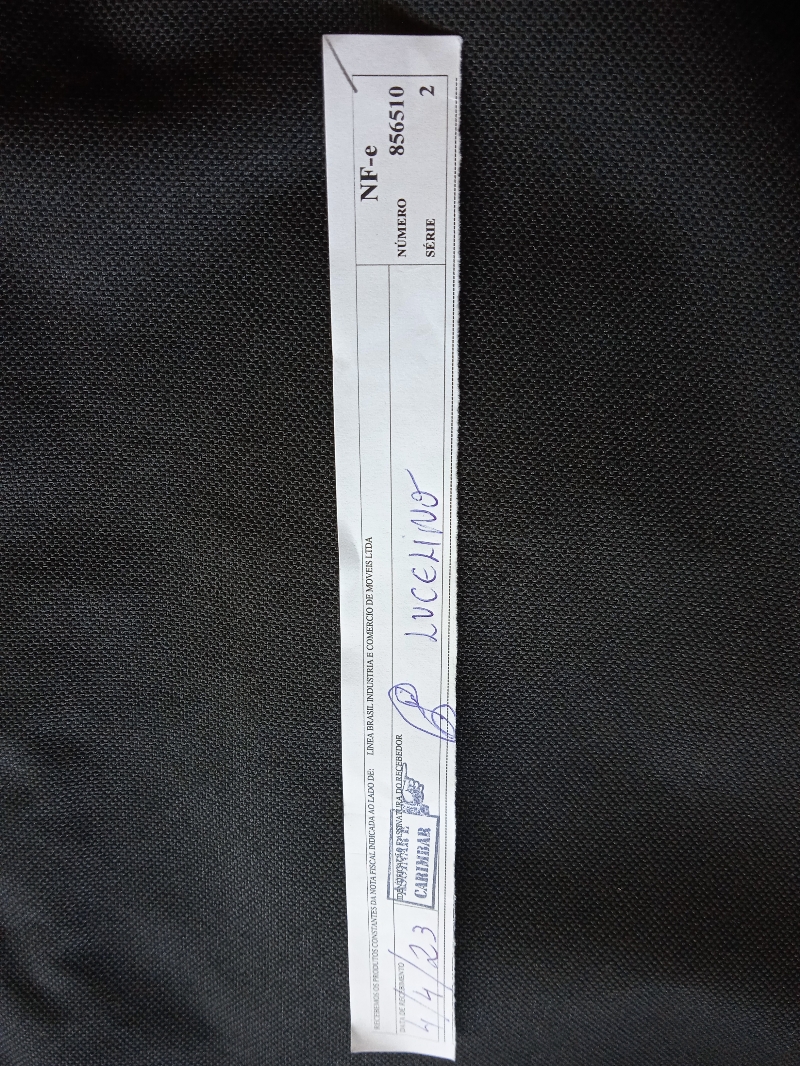 RECEBEMOS OS PRODUTOS CONSTANTES DA NOTA FISCAL INDICADA AO LADO DE: LINEA BRASIL INDUSTRIA E COMERCIO DE MOVEIS LTDA
NF-e
NÚMERO 856510
SÉRIE 2
DATA DE RECEBIMENTO
4/4/23
IDENTIFICAÇÃO E ASSINATURA DO RECEBEDOR
CARIMBAR
LUCELINO